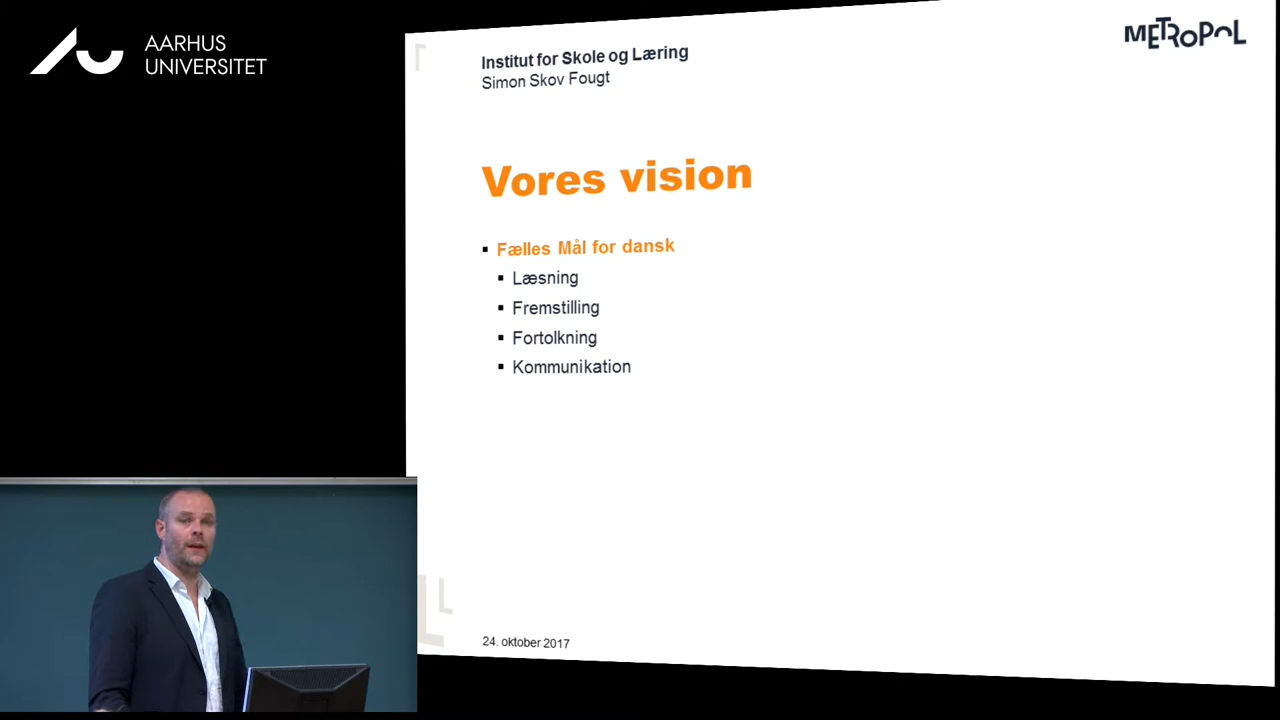 AARHUS
UNIVERSITET
METROPOL
Institut for Skole og Læring
Simon Skov Fougt
Vores vision
Fælles Mål for dansk
Læsning
Fremstilling
Fortolkning
Kommunikation
24. oktober 2017